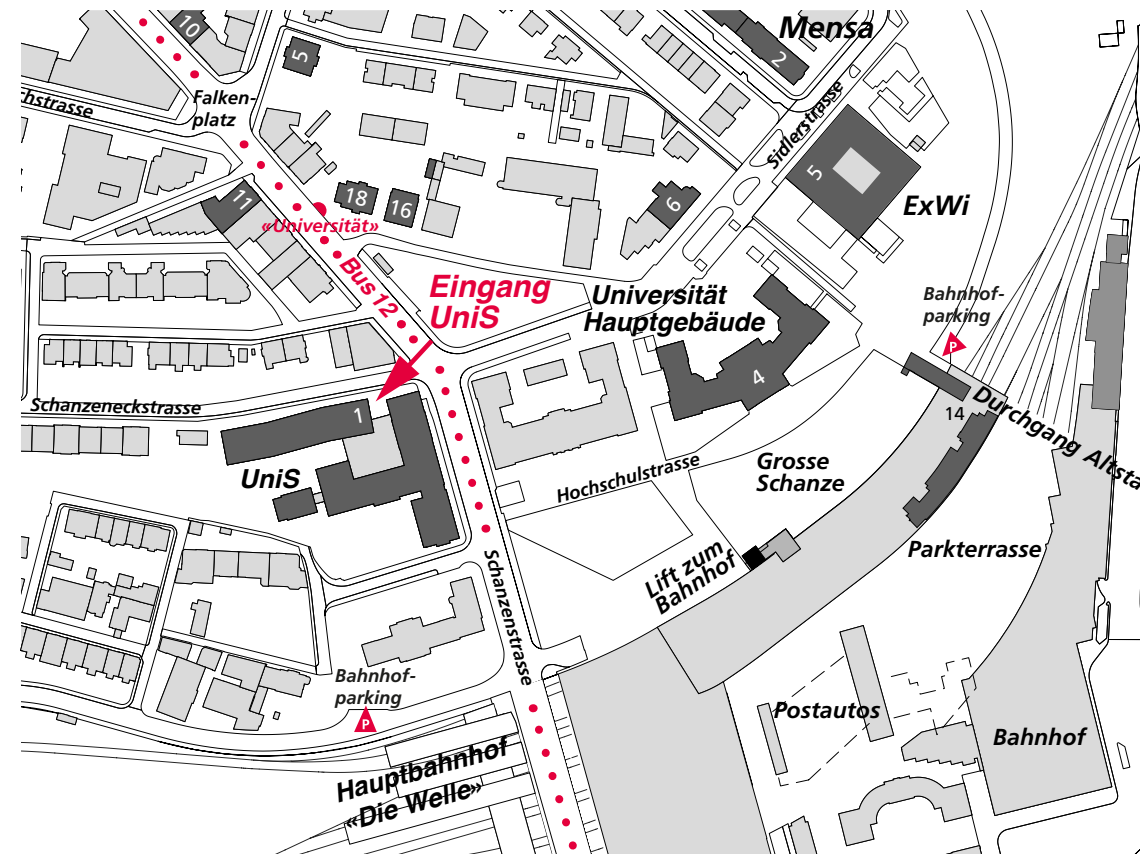 10
Mensa
2
5
hstrasse
Falken-
platz
Sidlerstrasse
5
ExWi
18
16
6
11
«Universität»
Bus 12
Eingang
UniS
Universität
Hauptgebäude
4
Bahnhof-
parking
P
Schanzeneckstrasse
1
14
Durchgang Altsta
UniS
Hochschulstrasse
Grosse
Schanze
Parkterrasse
Lift zum
Bahnhof
Schanzenstrasse
Bahnhof-
parking
P
Postautos
Bahnhof
Hauptbahnhof
«Die Welle»